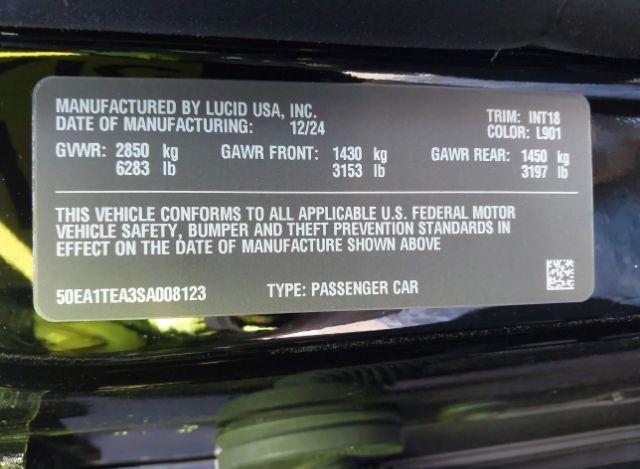 MANUFACTURED BY LUCID USA, INC.
DATE OF MANUFACTURING: 12/24
TRIM: INT18
COLOR: L901
GVWR: 2850 kg GAWR FRONT: 1430 kg GAWR REAR: 1450 kg
6283 lb 3153 lb 3197 lb
THIS VEHICLE CONFORMS TO ALL APPLICABLE U.S. FEDERAL MOTOR
VEHICLE SAFETY, BUMPER AND THEFT PREVENTION STANDARDS IN
EFFECT ON THE DATE OF MANUFACTURE SHOWN ABOVE
50EA1TEA3SA008123 TYPE: PASSENGER CAR